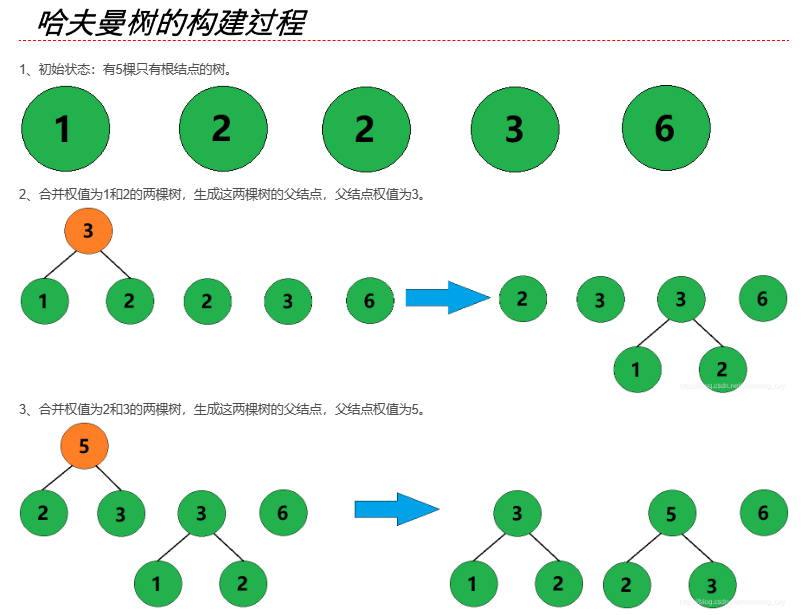 哈夫曼树的构建过程
1、初始状态：有5棵只有根结点的树。
1 2 2 3 6
2、合并权值为1和2的两棵树，生成这两棵树的父结点，父结点权值为3。
3
1 2 2 3 6 2 3 3 6
1 2
3、合并权值为2和3的两棵树，生成这两棵树的父结点，父结点权值为5。
5
2 3 3 6 3 5 6
1 2 1 2 2 3